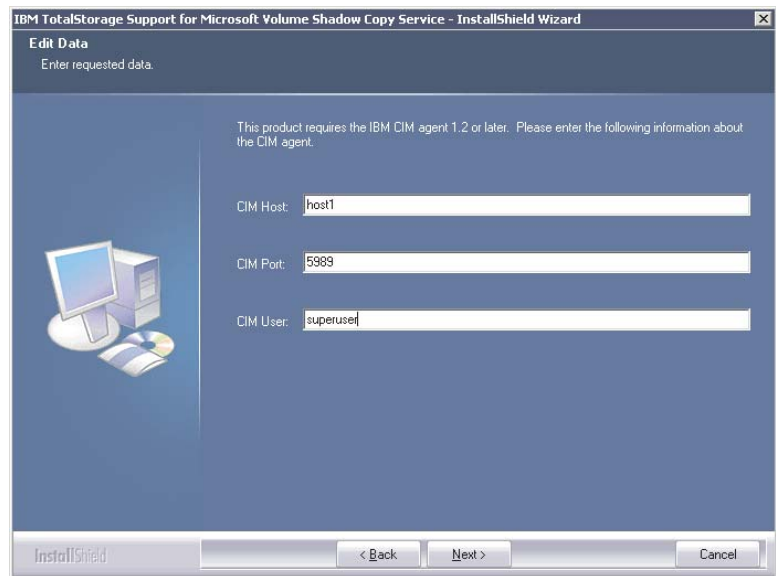 IBM TotalStorage Support for Microsoft Volume Shadow Copy Service - InstallShield Wizard
Edit Data
Enter requested data.
This product requires the IBM CIM agent 1.2 or later. Please enter the following information about
the CIM agent.
CIM Host: host1
CIM Port: 5989
CIM User: superuser
InstallShield
< Back Next > Cancel